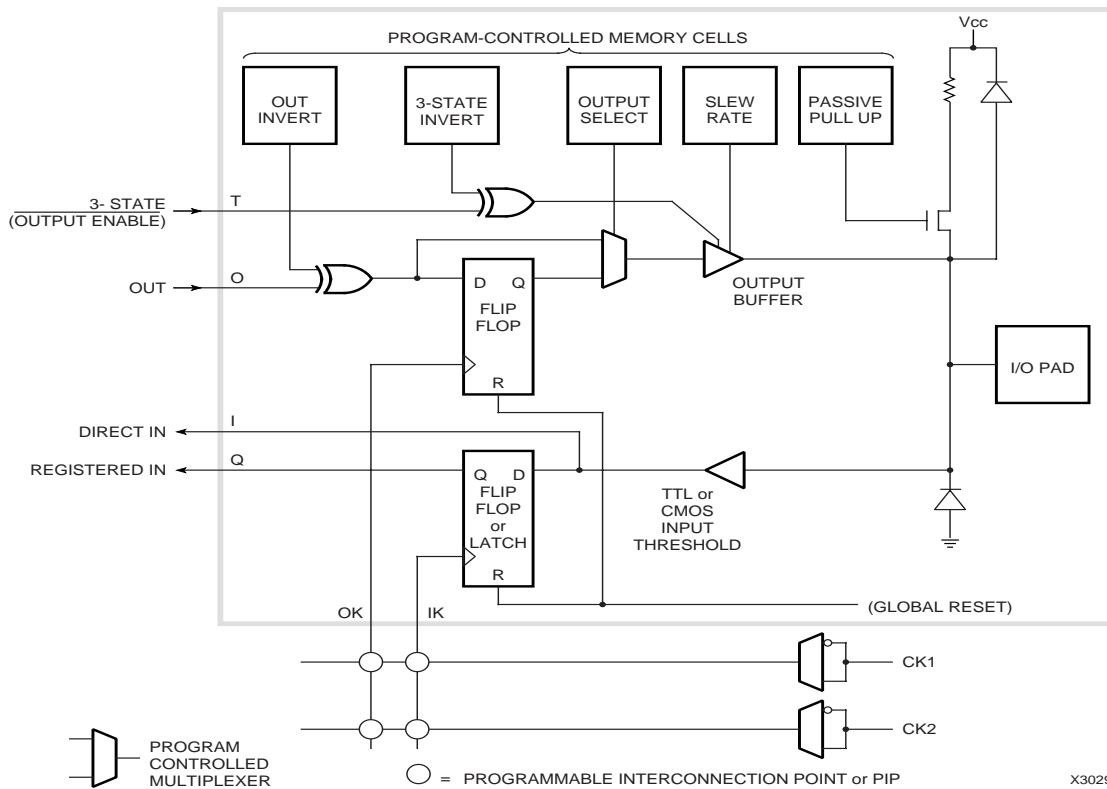 Vcc
PROGRAM-CONTROLLED MEMORY CELLS
OUT
INVERT
3-STATE
INVERT
OUTPUT
SELECT
SLEW
RATE
PASSIVE
PULL UP
3- STATE
(OUTPUT ENABLE)
T
OUT
O
D Q
FLIP
FLOP
R
OUTPUT
BUFFER
I/O PAD
DIRECT IN
I
REGISTERED IN
Q
Q D
FLIP
FLOP
or
LATCH
R
TTL or
CMOS
INPUT
THRESHOLD
OK
IK
(GLOBAL RESET)
CK1
CK2
PROGRAM
CONTROLLED
MULTIPLEXER
= PROGRAMMABLE INTERCONNECTION POINT or PIP
X3029